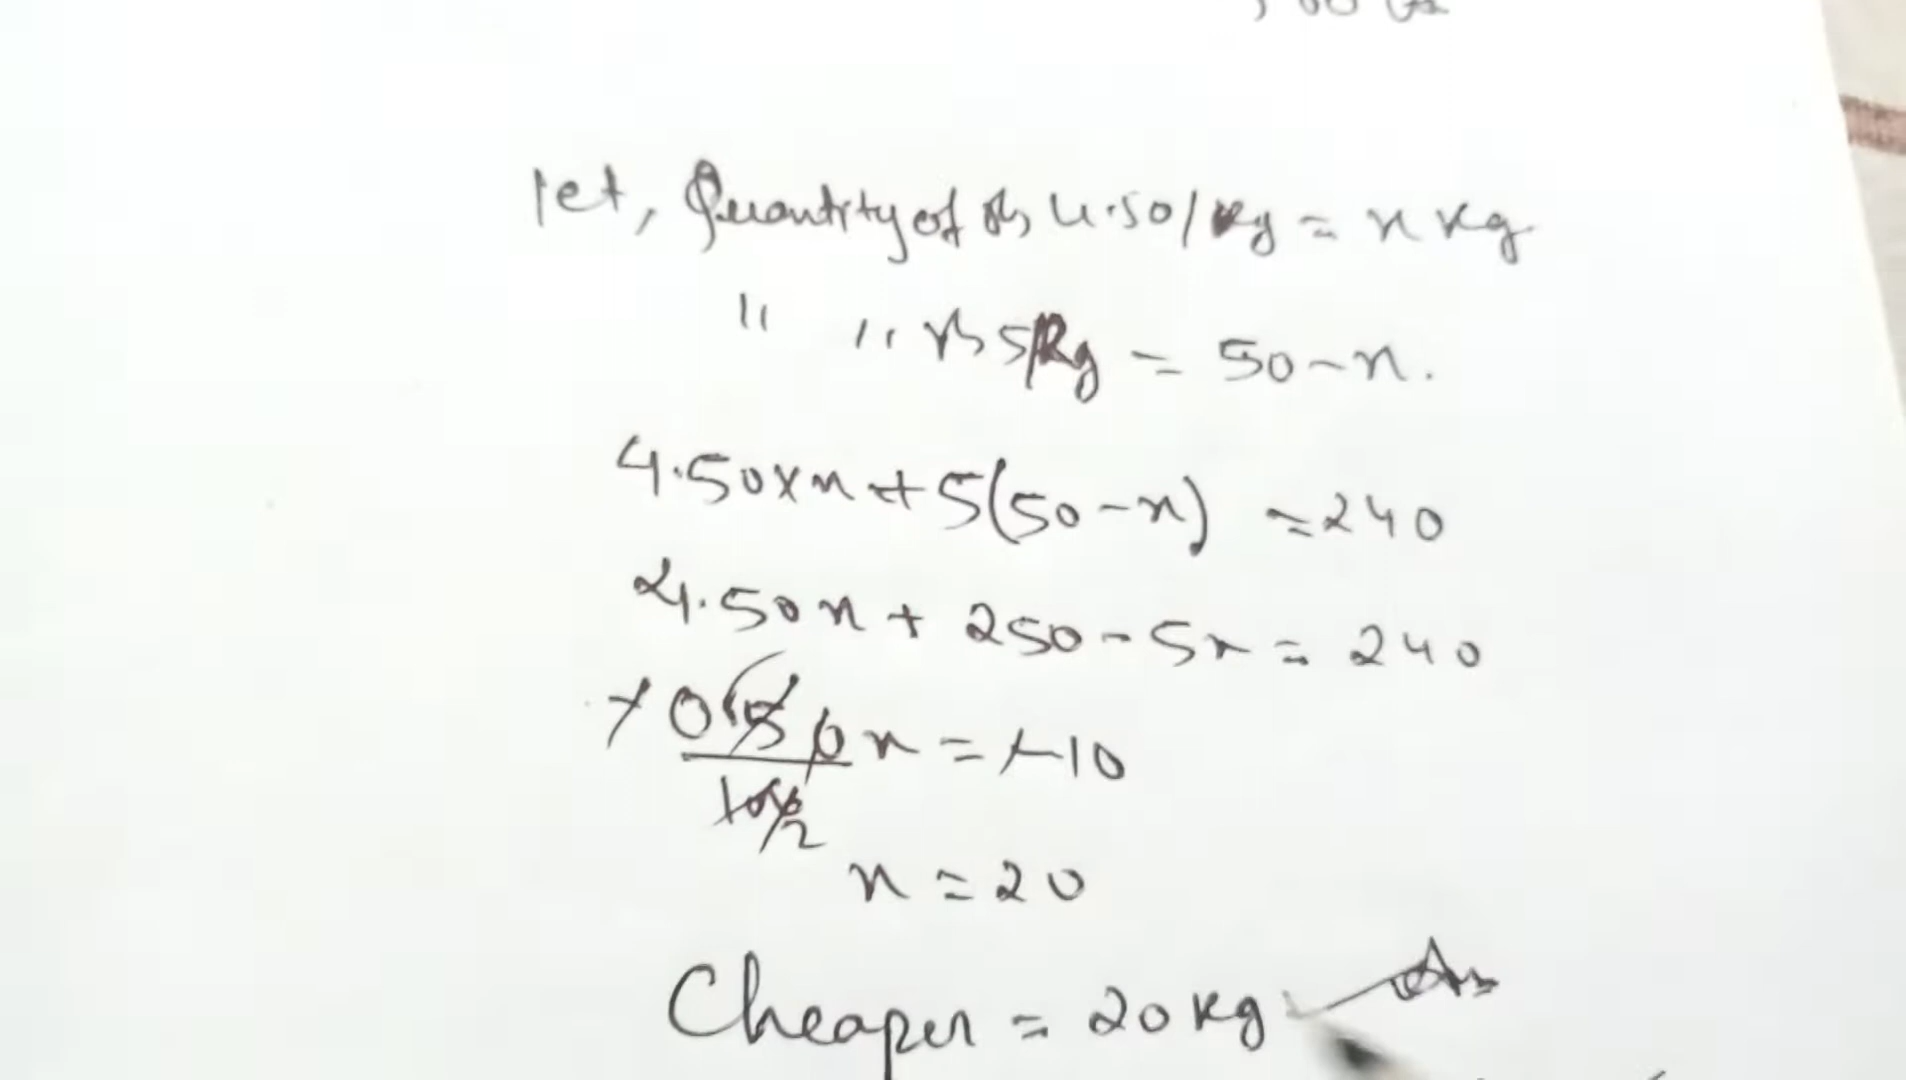 let, Quantity of Rs 4.50/kg = x kg
" " Rs 5/kg = 50-x.
4.50×x+5(50-x) =240
4.50x+ 250-5x= 240
x=20
Cheaper = 20 kg Ans